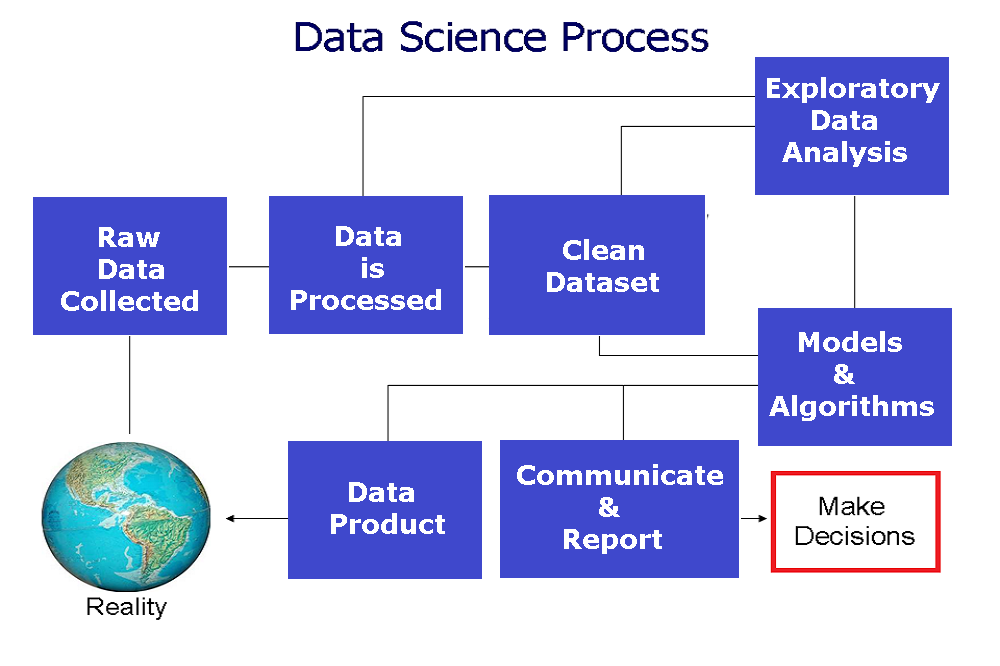 Data Science Process
Exploratory
Data
Analysis
Raw
Data
Collected
Data
is
Processed
Clean
Dataset
Models
&
Algorithms
Data
Product
Communicate
&
Report
Make
Decisions
Reality